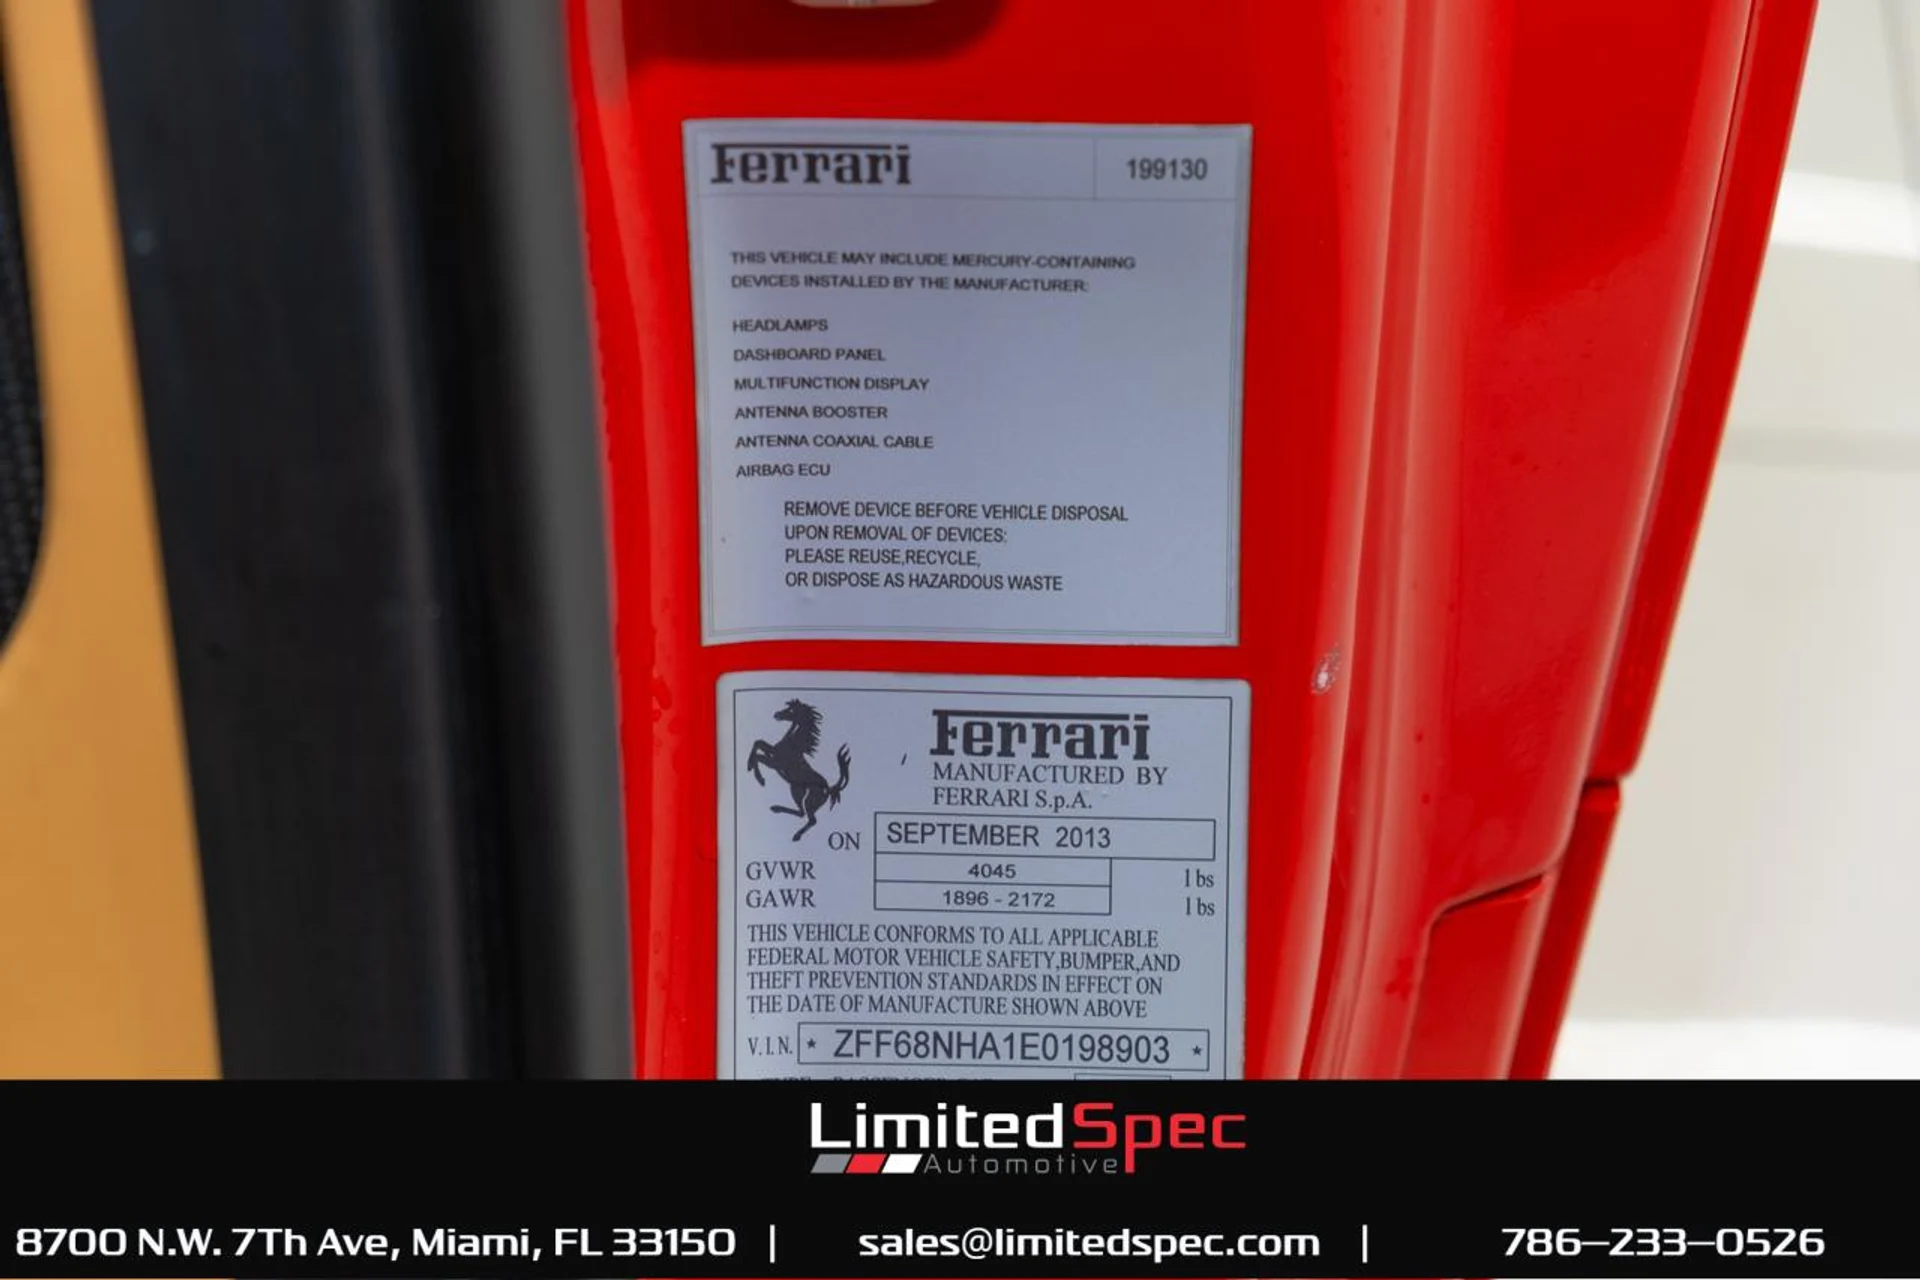 Ferrari 199130
THIS VEHICLE MAY INCLUDE MERCURY-CONTAINING
DEVICES INSTALLED BY THE MANUFACTURER:
HEADLAMPS
DASHBOARD PANEL
MULTIFUNCTION DISPLAY
ANTENNA BOOSTER
ANTENNA COAXIAL CABLE
AIRBAG ECU
REMOVE DEVICE BEFORE VEHICLE DISPOSAL
UPON REMOVAL OF DEVICES:
PLEASE REUSE,RECYCLE,
OR DISPOSE AS HAZARDOUS WASTE
Ferrari
MANUFACTURED BY
FERRARI S.p.A.
ON SEPTEMBER 2013
GVWR 4045 lbs
GAWR 1896 - 2172 lbs
THIS VEHICLE CONFORMS TO ALL APPLICABLE
FEDERAL MOTOR VEHICLE SAFETY,BUMPER,AND
THEFT PREVENTION STANDARDS IN EFFECT ON
THE DATE OF MANUFACTURE SHOWN ABOVE
V.I.N. * ZFF68NHA1E0198903 *
LimitedSpec
Automotive
8700 N.W. 7Th Ave, Miami, FL 33150 | sales@limitedspec.com | 786-233-0526